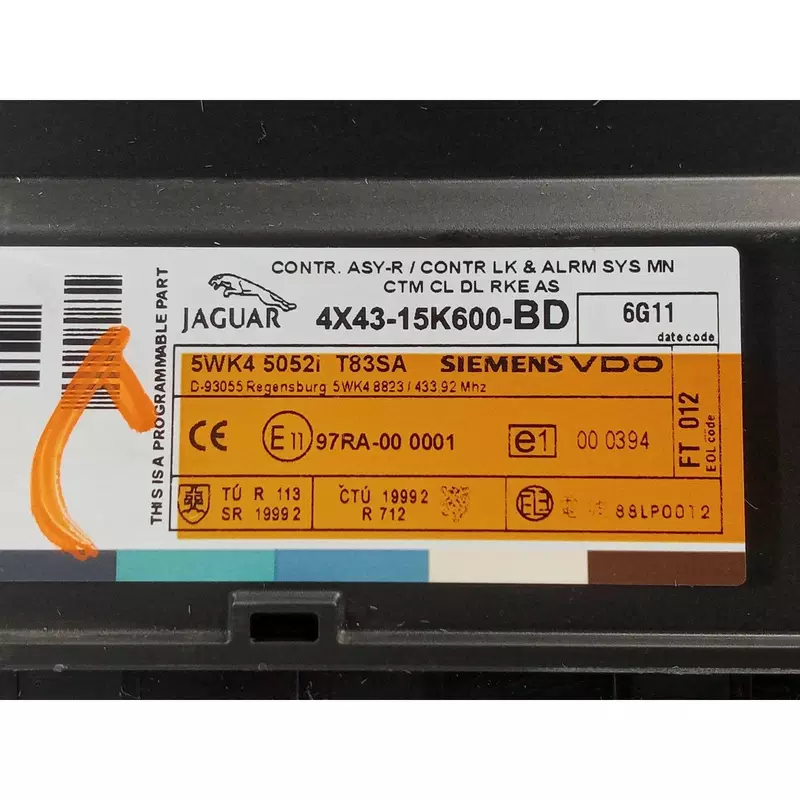 THIS IS A PROGRAMMABLE PART
CONTR. ASY-R / CONTR LK & ALRM SYS MN
CTM CL DL RKE AS
JAGUAR 4X43-15K600-BD 6G11
date code
5WK4 5052i T83SA SIEMENS VDO
D-93055 Regensburg 5WK4 8823 / 433.92 Mhz
CE E11 97RA-00 0001 e1 00 0394
FT 012
EOL code
TÚ R 113
SR 1999 2
ČTÚ 1999 2
R 712
88LP0012